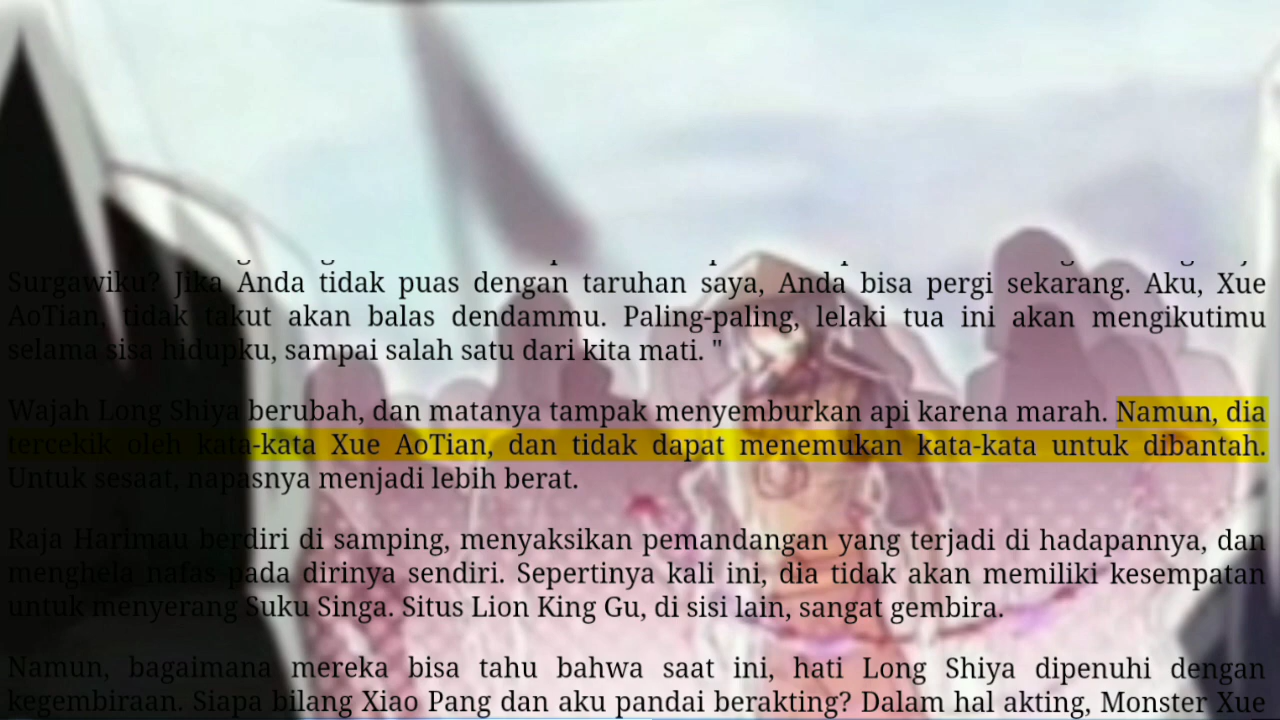 Surgawiku? Jika Anda tidak puas dengan taruhan saya, Anda bisa pergi sekarang. Aku, Xue
AoTian, tidak takut akan balas dendammu. Paling-paling, lelaki tua ini akan mengikutimu
selama sisa hidupku, sampai salah satu dari kita mati. "
Wajah Long Shiya berubah, dan matanya tampak menyemburkan api karena marah. Namun, dia
tercekik oleh kata-kata Xue AoTian, dan tidak dapat menemukan kata-kata untuk dibantah.
Untuk sesaat, napasnya menjadi lebih berat.
Raja Harimau berdiri di samping, menyaksikan pemandangan yang terjadi di hadapannya, dan
menghela nafas pada dirinya sendiri. Sepertinya kali ini, dia tidak akan memiliki kesempatan
untuk menyerang Suku Singa. Situs Lion King Gu, di sisi lain, sangat gembira.
Namun, bagaimana mereka bisa tahu bahwa saat ini, hati Long Shiya dipenuhi dengan
kegembiraan. Siapa bilang Xiao Pang dan aku pandai berakting? Dalam hal akting, Monster Xue